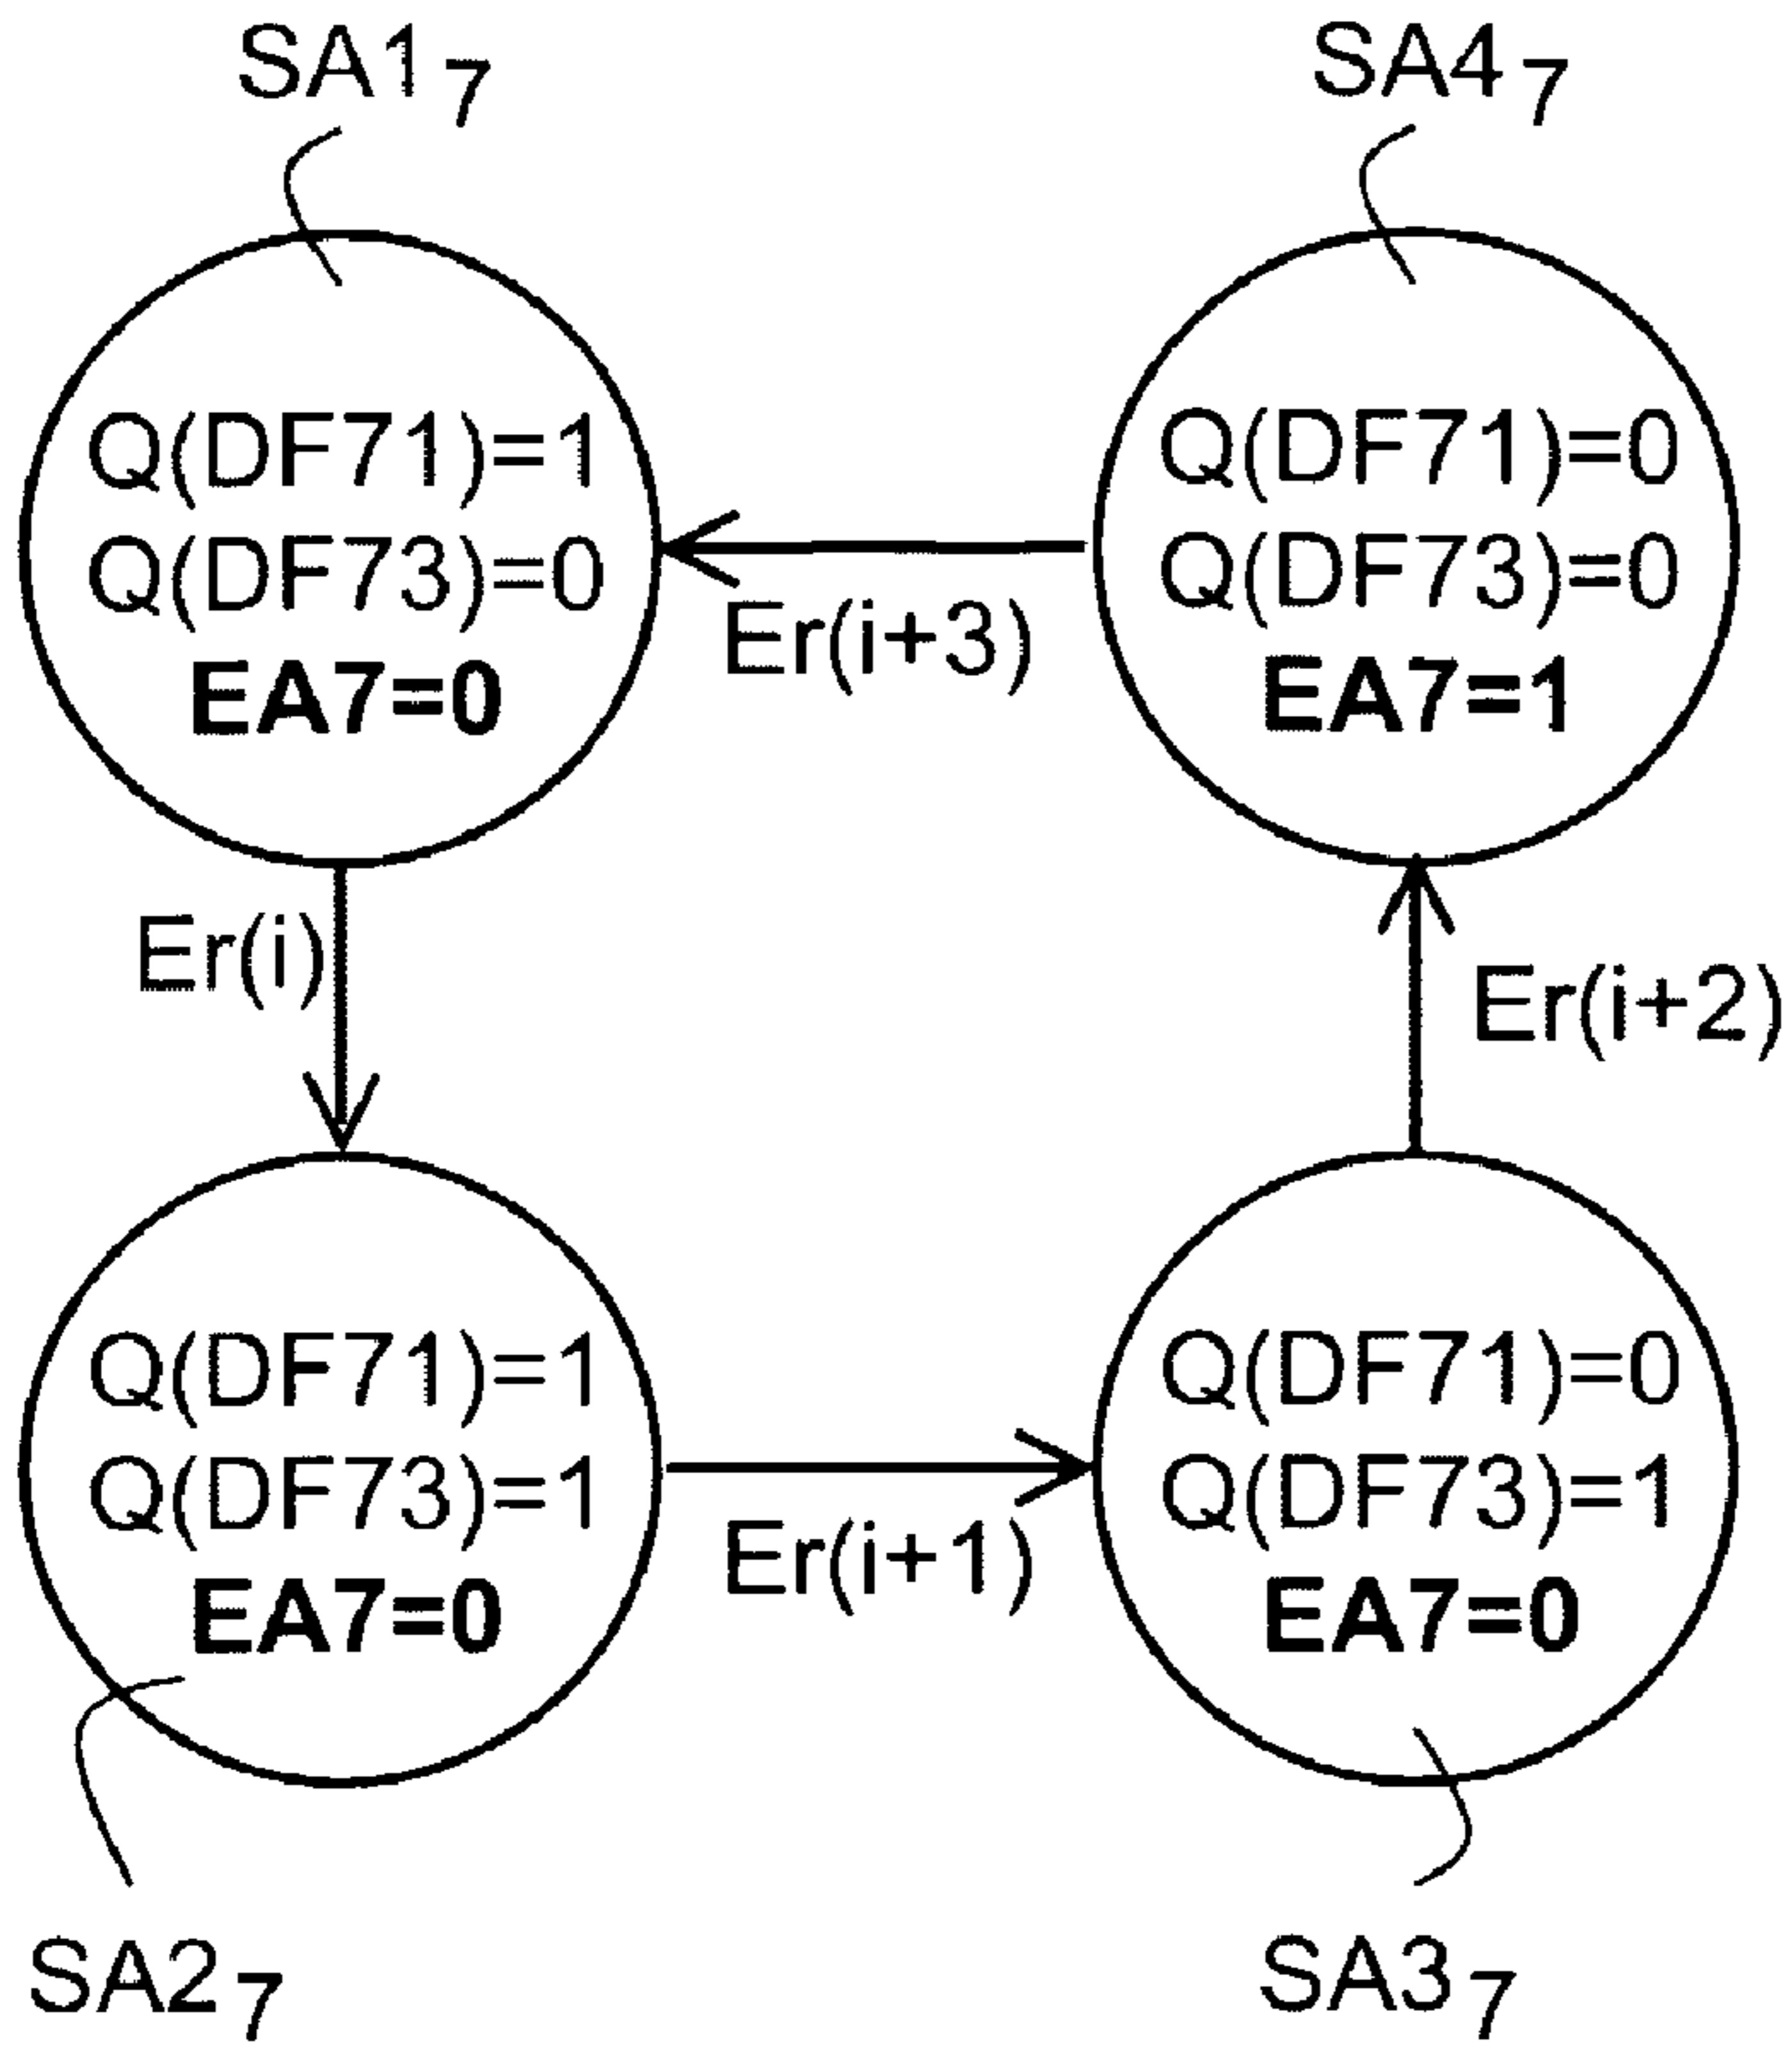 SA1₇
SA4₇
Q(DF71)=1
Q(DF73)=0
EA7=0
Er(i+3)
Q(DF71)=0
Q(DF73)=0
EA7=1
Er(i)
Er(i+2)
Q(DF71)=1
Q(DF73)=1
EA7=0
Er(i+1)
Q(DF71)=0
Q(DF73)=1
EA7=0
SA2₇
SA3₇